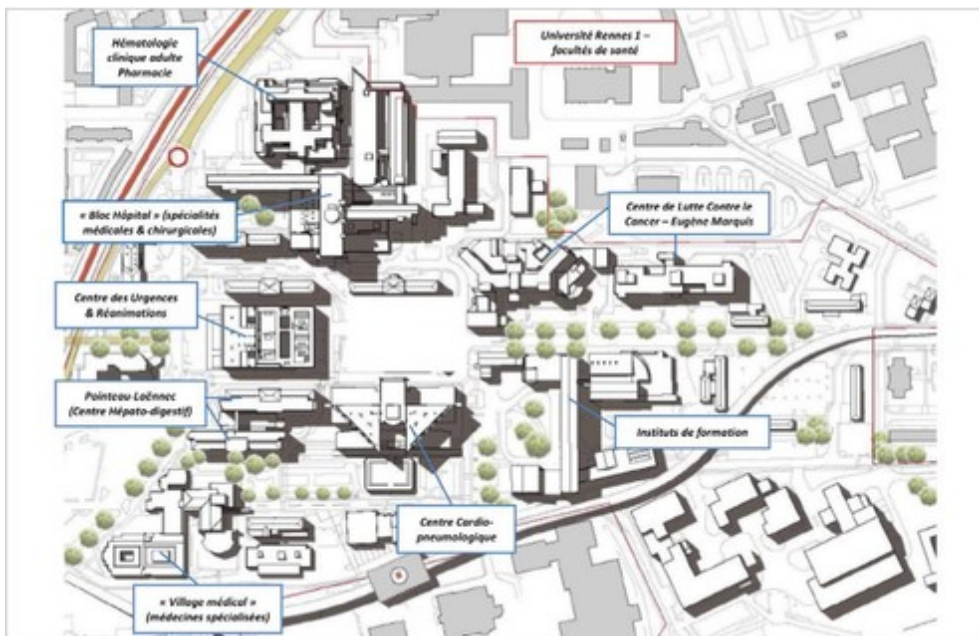 Hématologie
clinique adulte
Pharmacie
Université Rennes 1 –
facultés de santé
« Bloc Hôpital » (spécialités
médicales & chirurgicales)
Centre de Lutte Contre le
Cancer – Eugène Marquis
Centre des Urgences
& Réanimations
Pointcau-Laënnec
(Centre Hépato-digestif)
Instituts de formation
Centre Cardio-
pneumologique
« Village médical »
(médecines spécialisées)